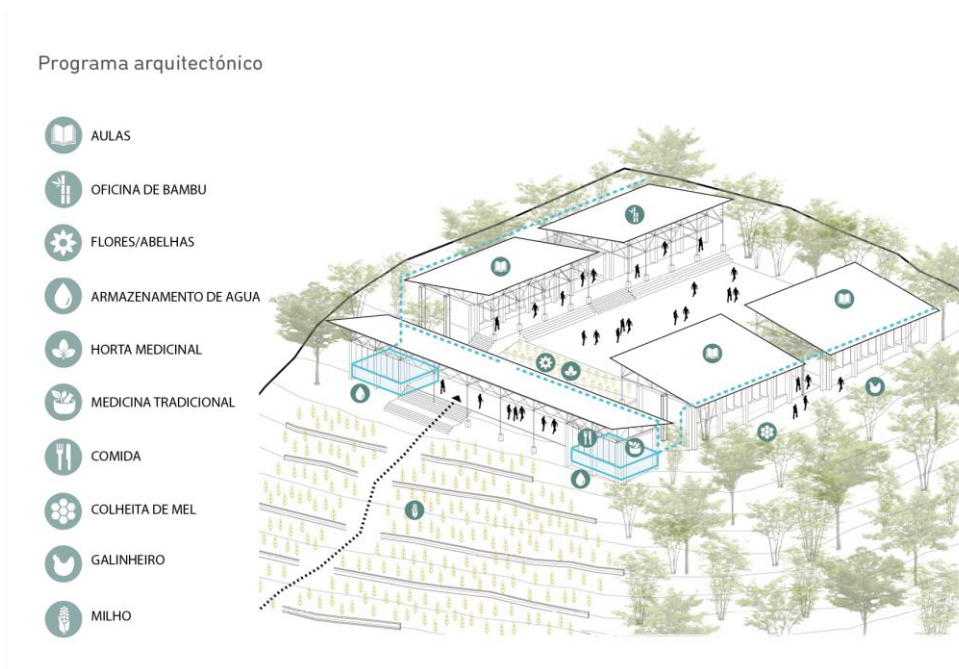 Programa arquitectónico
AULAS
OFICINA DE BAMBU
FLORES/ABELHAS
ARMAZENAMENTO DE AGUA
HORTA MEDICINAL
MEDICINA TRADICIONAL
COMIDA
COLHEITA DE MEL
GALINHEIRO
MILHO